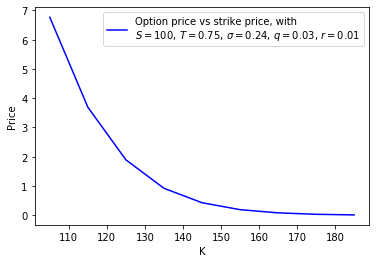 Option price vs strike price, with
S = 100, T = 0.75, σ = 0.24, q = 0.03, r = 0.01
7
6
5
4
3
2
1
0
Price
110 120 130 140 150 160 170 180
K